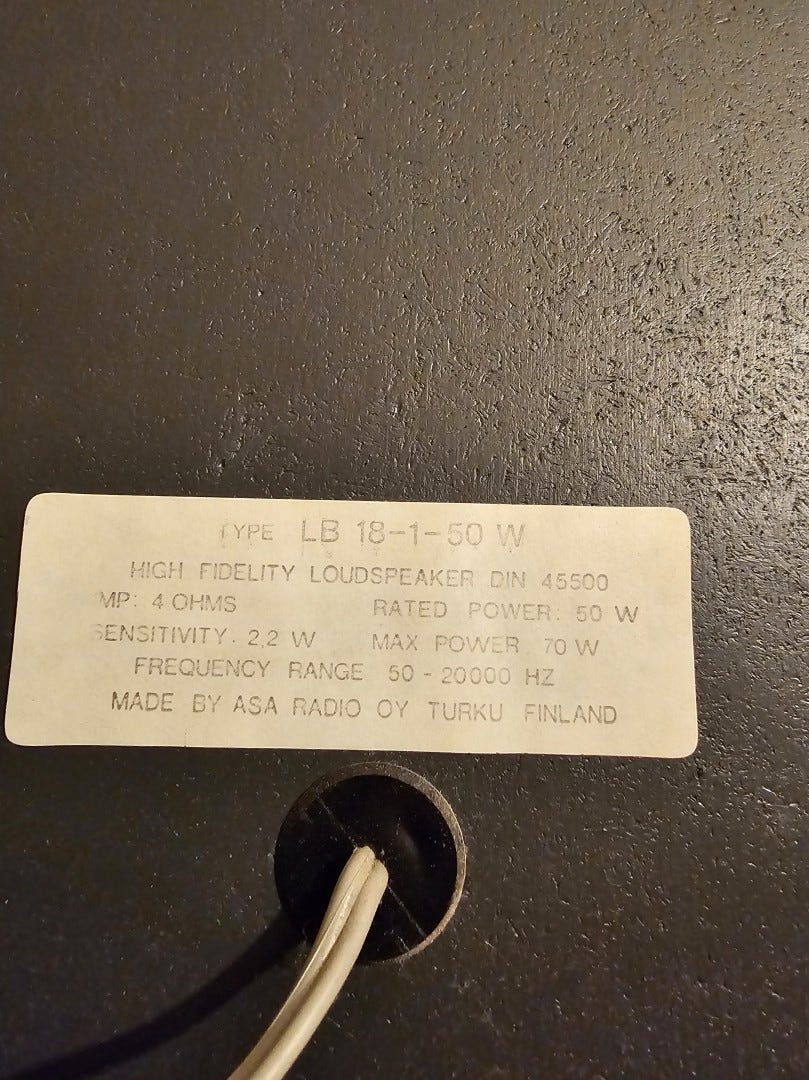 TYPE LB 18-1-50 W
HIGH FIDELITY LOUDSPEAKER DIN 45500
MP: 4 OHMS RATED POWER: 50 W
SENSITIVITY. 2,2 W MAX POWER 70 W
FREQUENCY RANGE 50 - 20000 HZ
MADE BY ASA RADIO OY TURKU FINLAND